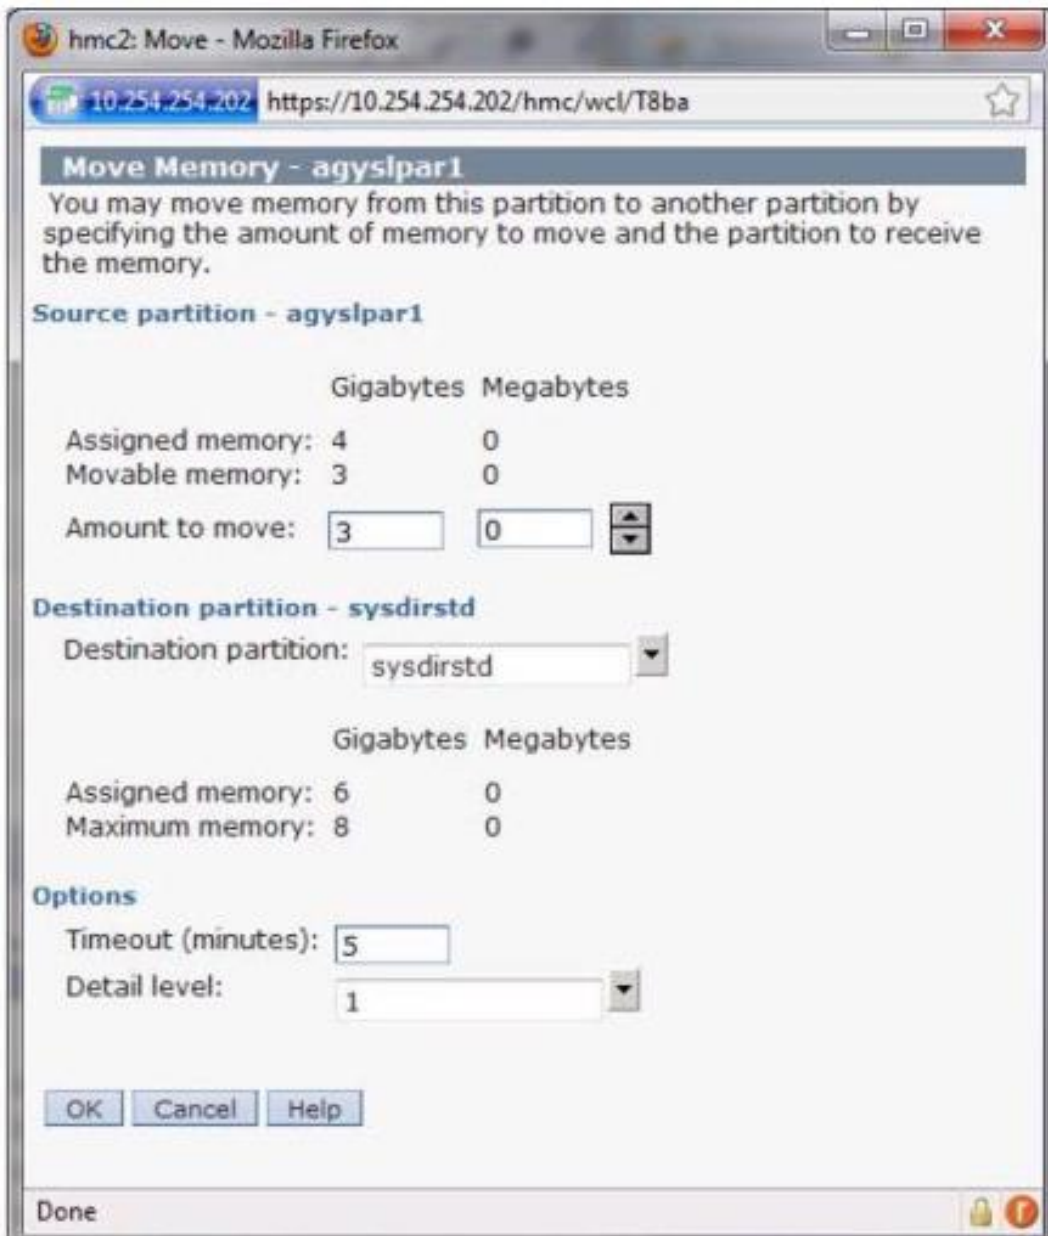 hmc2: Move - Mozilla Firefox
10.254.254.202 https://10.254.254.202/hmc/wcl/T8ba
Move Memory - agyslpar1
You may move memory from this partition to another partition by
specifying the amount of memory to move and the partition to receive
the memory.
Source partition - agyslpar1
Gigabytes Megabytes
Assigned memory: 4 0
Movable memory: 3 0
Amount to move: 3 0
Destination partition - sysdirstd
Destination partition: sysdirstd
Gigabytes Megabytes
Assigned memory: 6 0
Maximum memory: 8 0
Options
Timeout (minutes): 5
Detail level: 1
OK Cancel Help
Done